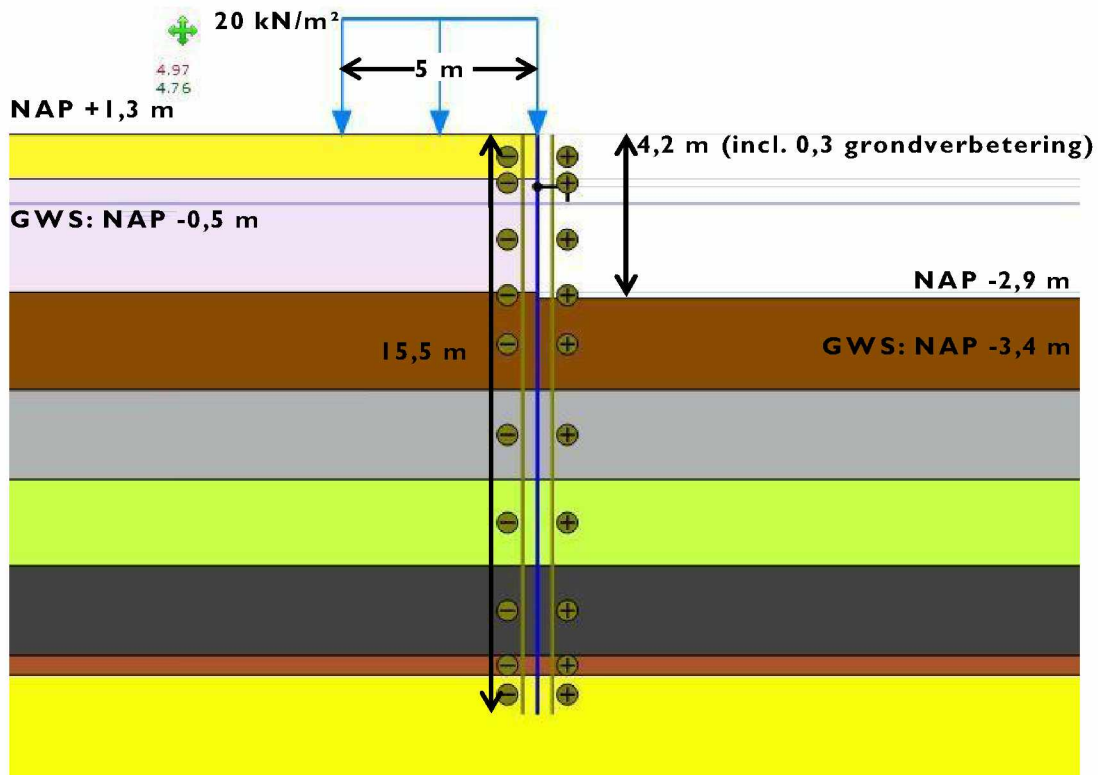 20 kN/m²
5 m
4.97
4.76
NAP +1,3 m
4,2 m (incl. 0,3 grondverbetering)
GWS: NAP -0,5 m
NAP -2,9 m
15,5 m
GWS: NAP -3,4 m